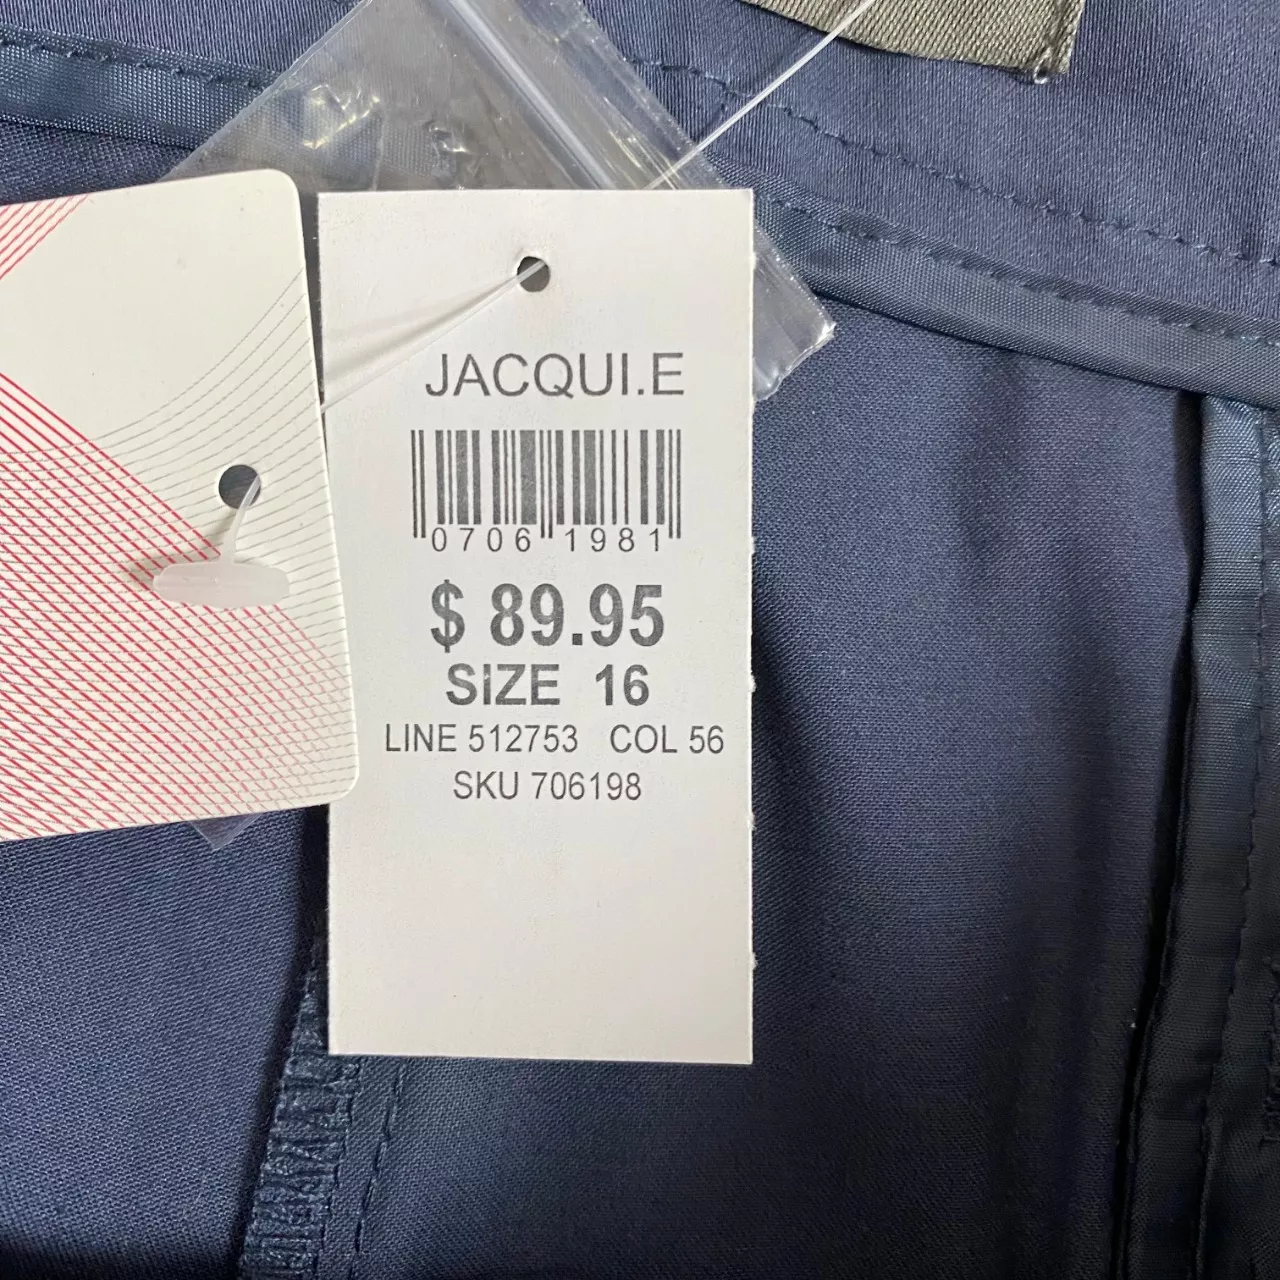 JACQUI.E
0706 1981
$ 89.95
SIZE 16
LINE 512753 COL 56
SKU 706198